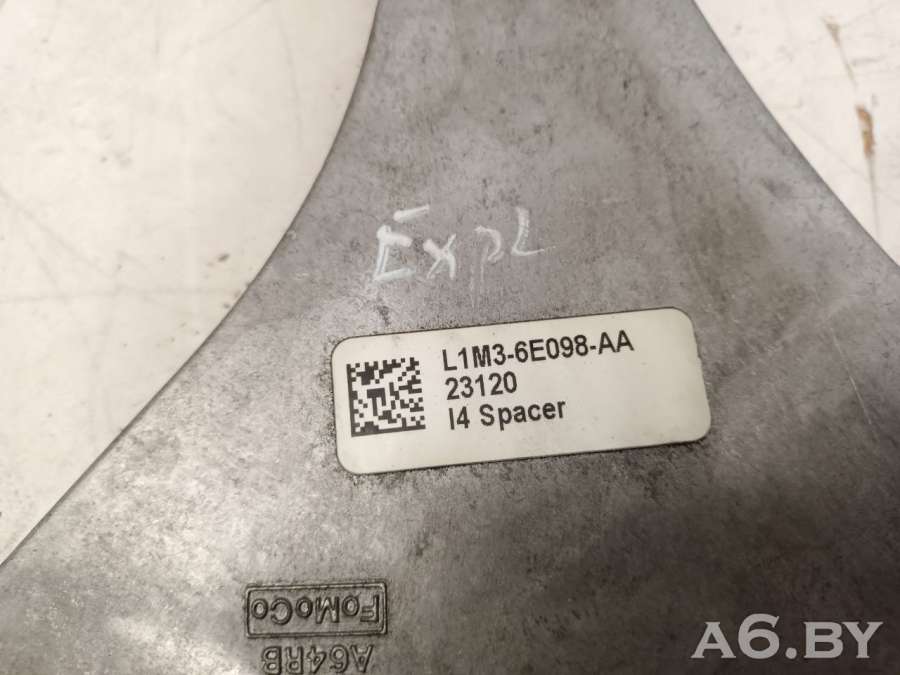 Expl
L1M3-6E098-AA
23120
I4 Spacer
FoMoCo
A64RB
A6.BY